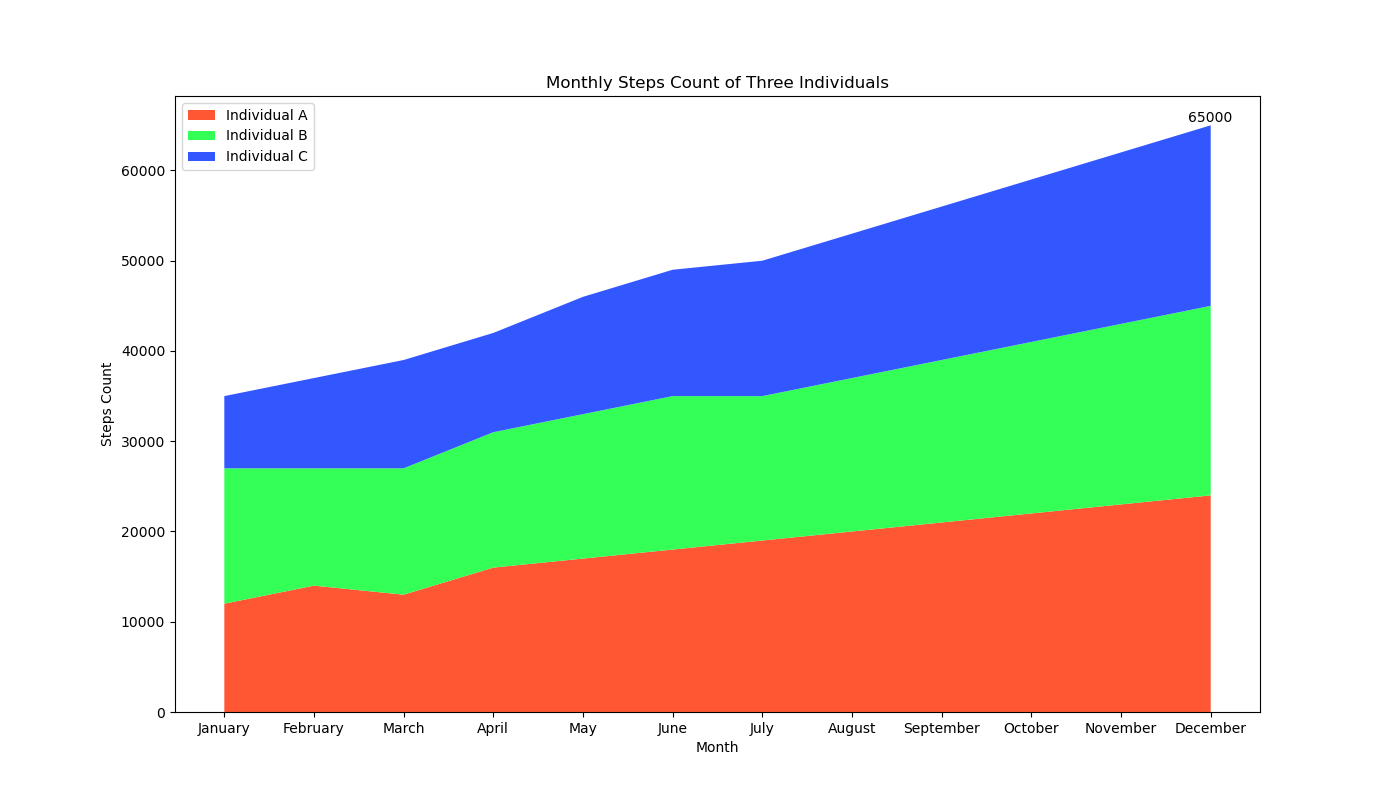 Monthly Steps Count of Three Individuals
Individual A
Individual B
Individual C
65000
60000
50000
40000
30000
20000
10000
0
Steps Count
January February March April May June July August September October November December
Month